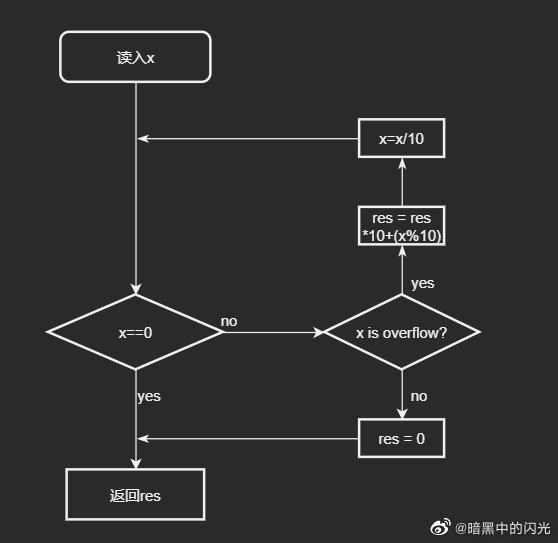 读入x
x=x/10
res = res
*10+(x%10)
yes
x==0
no
x is overflow?
yes
no
res = 0
返回res
@暗黑中的闪光